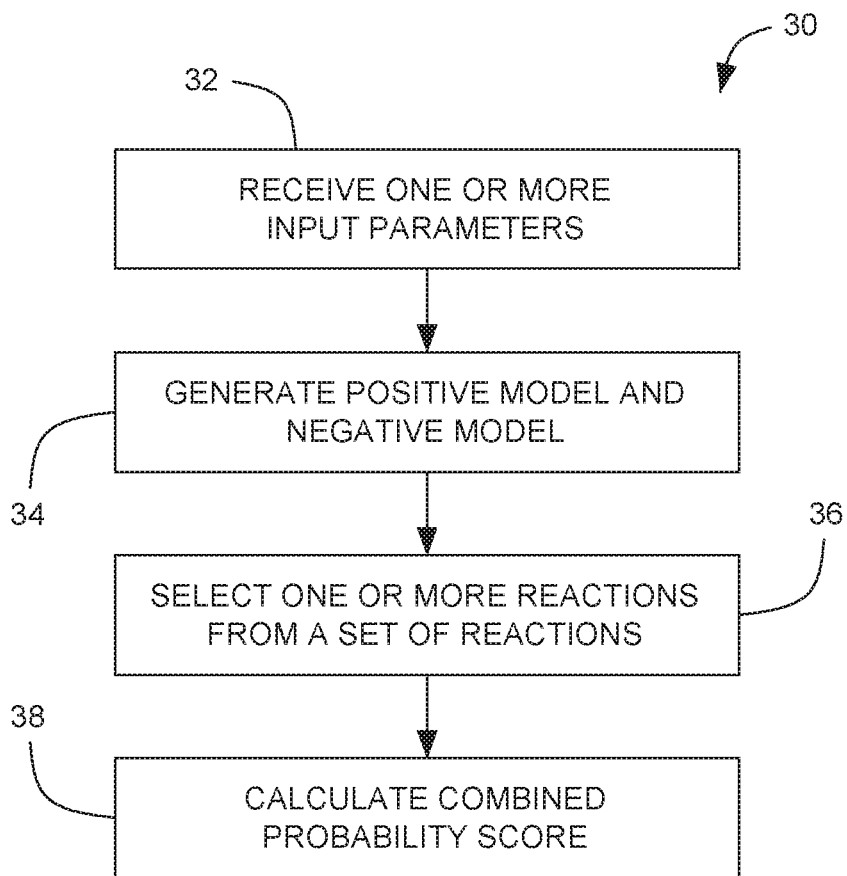 30
32
RECEIVE ONE OR MORE
INPUT PARAMETERS
GENERATE POSITIVE MODEL AND
NEGATIVE MODEL
34
36
SELECT ONE OR MORE REACTIONS
FROM A SET OF REACTIONS
38
CALCULATE COMBINED
PROBABILITY SCORE